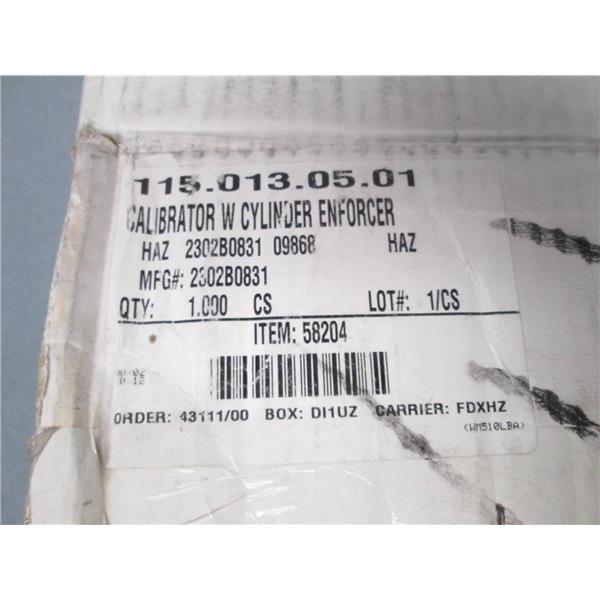 115.013.05.01
CALIBRATOR W CYLINDER ENFORCER
HAZ 2302B0831 09868 HAZ
MFG#: 2302B0831
QTY: 1.000 CS LOT#: 1/CS
ITEM: 58204
ORDER: 43111/00 BOX: DI1UZ CARRIER: FDXHZ
(WM510LBA)